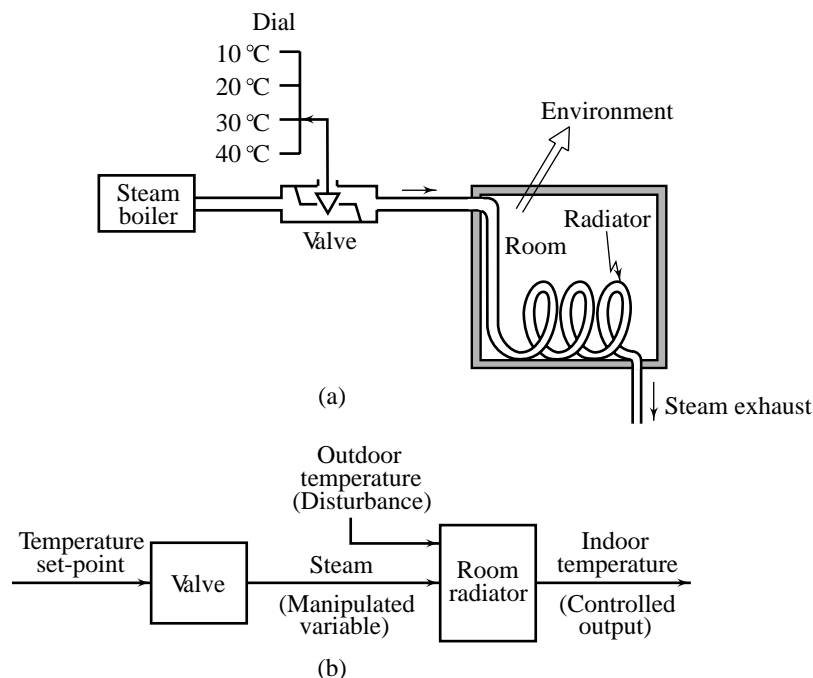 Dial
10 °C
20 °C
30 °C
40 °C
Environment
Steam
boiler
Valve
Room
Radiator
(a)
Steam exhaust
Outdoor
temperature
(Disturbance)
Temperature
set-point
Valve
Steam
(Manipulated
variable)
Room
radiator
Indoor
temperature
(Controlled
output)
(b)